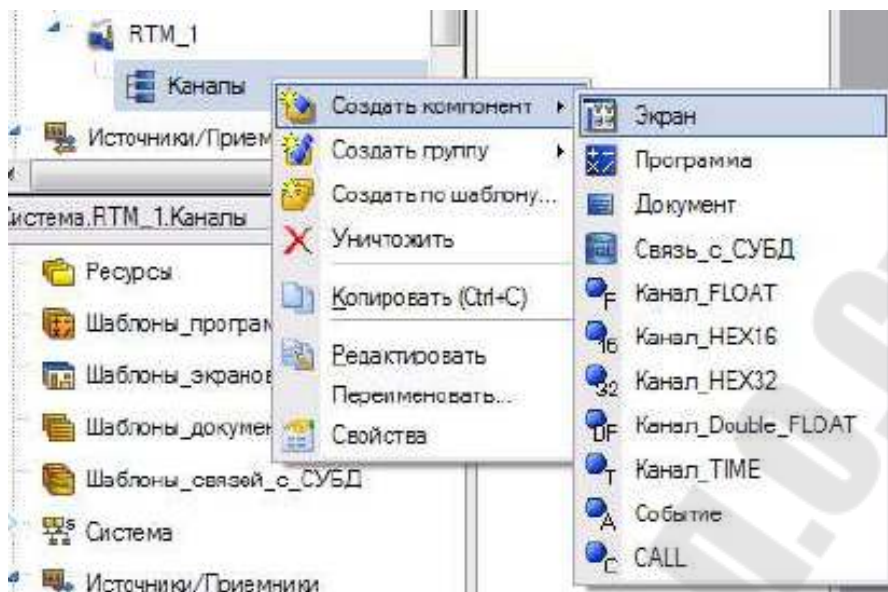 RTM_1
Каналы
Источники/Прием
истема.RTM_1.Каналы
Ресурсы
Шаблоны_програм
Шаблоны_экранов
Шаблоны_докумен
Шаблоны_связей_с_СУБД
Система
Источники/Приемники
Создать компонент
Создать группу
Создать по шаблону...
Уничтожить
Копировать (Ctrl+C)
Редактировать
Переименовать...
Свойства
Экран
Программа
Документ
Связь_с_СУБД
Канал_FLOAT
Канал_HEX16
Канал_HEX32
Канал_Double_FLOAT
Канал_TIME
Событие
CALL